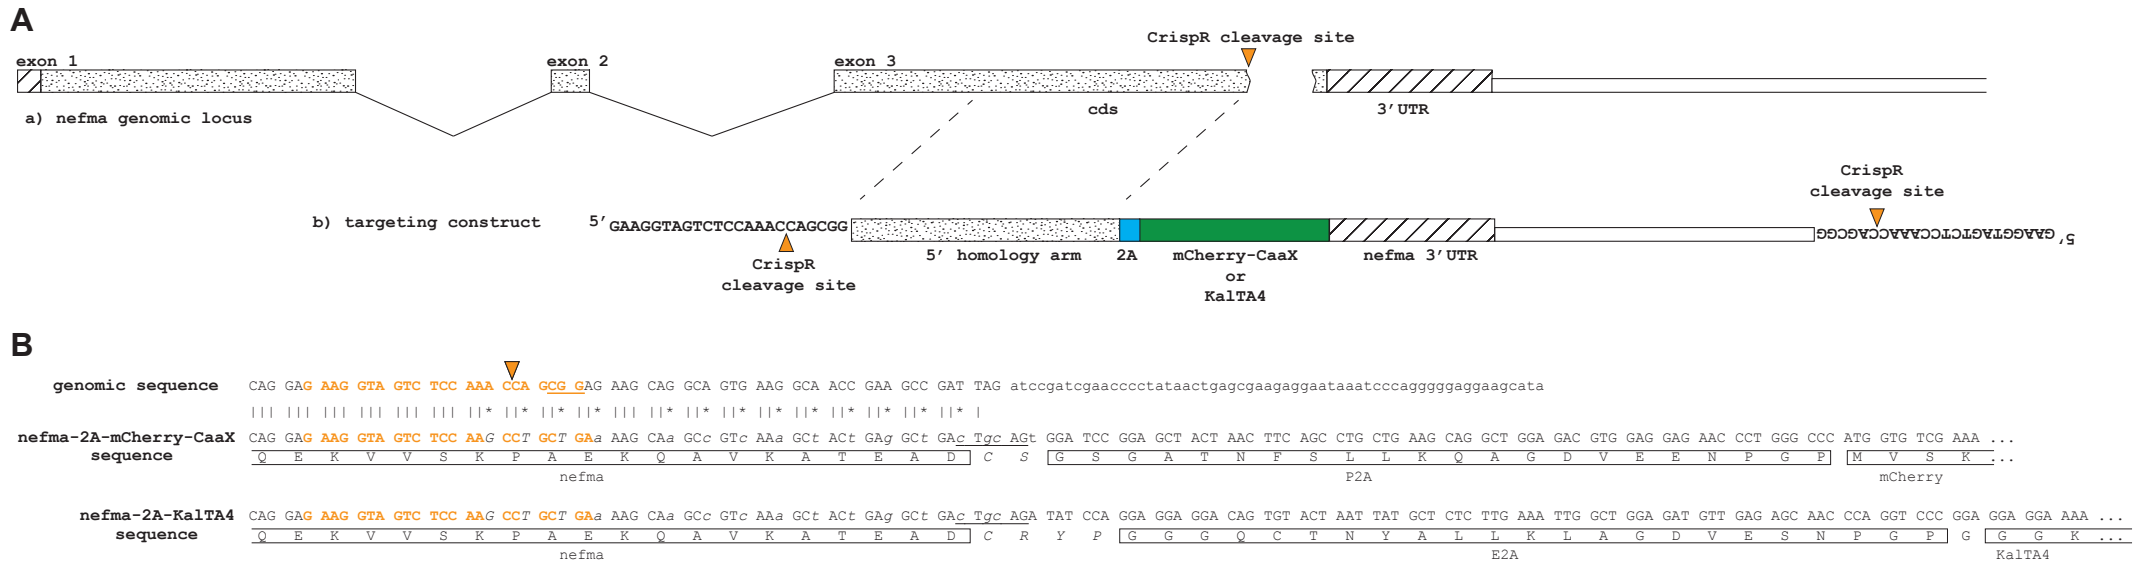 A
CrispR cleavage site
exon 1
exon 2
exon 3
cds
3’UTR
a) nefma genomic locus
CrispR
cleavage site
b) targeting construct
5’GAAGGTAGTCTCCAAACCAGCGG
GAAGGTAGTCTCCAAACCAGCGG 5’
5’ homology arm
2A
mCherry-CaaX
or
KalTA4
nefma 3’UTR
CrispR
cleavage site
B
genomic sequence
CAG GAG AAG GTA GTC TCC AAA CCA GCG GAG AAG CAG GCA GTG AAG GCA ACC GAA GCC GAT TAG atccgatcgaacccctataactgagcgaagaggaataaatcccagggggaggaagcata
||| ||| ||| ||| ||| ||| ||* ||* ||* ||* ||| ||* ||* ||* ||* ||* ||* ||* ||* |
nefma-2A-mCherry-CaaX
sequence
CAG GAG AAG GTA GTC TCC AAG CCT GCT GAa AAG CAa GCc GTc AAa GCt ACt GAg GCt GAc Tgc AGt GGA TCC GGA GCT ACT AAC TTC AGC CTG CTG AAG CAG GCT GGA GAC GTG GAG GAG AAC CCT GGG CCC ATG GTG TCG AAA ...
Q E K V V S K P A E K Q A V K A T E A D C S G S G A T N F S L L K Q A G D V E E N P G P M V S K ...
nefma
P2A
mCherry
nefma-2A-KalTA4
sequence
CAG GAG AAG GTA GTC TCC AAG CCT GCT GAa AAG CAa GCc GTc AAa GCt ACt GAg GCt GAc Tgc AGA TAT CCA GGA GGA GGA CAG TGT ACT AAT TAT GCT CTC TTG AAA TTG GCT GGA GAT GTT GAG AGC AAC CCA GGT CCC GGA GGA GGA AAA ...
Q E K V V S K P A E K Q A V K A T E A D C R Y P G G G Q C T N Y A L L K L A G D V E S N P G P G G G K ...
nefma
E2A
KalTA4